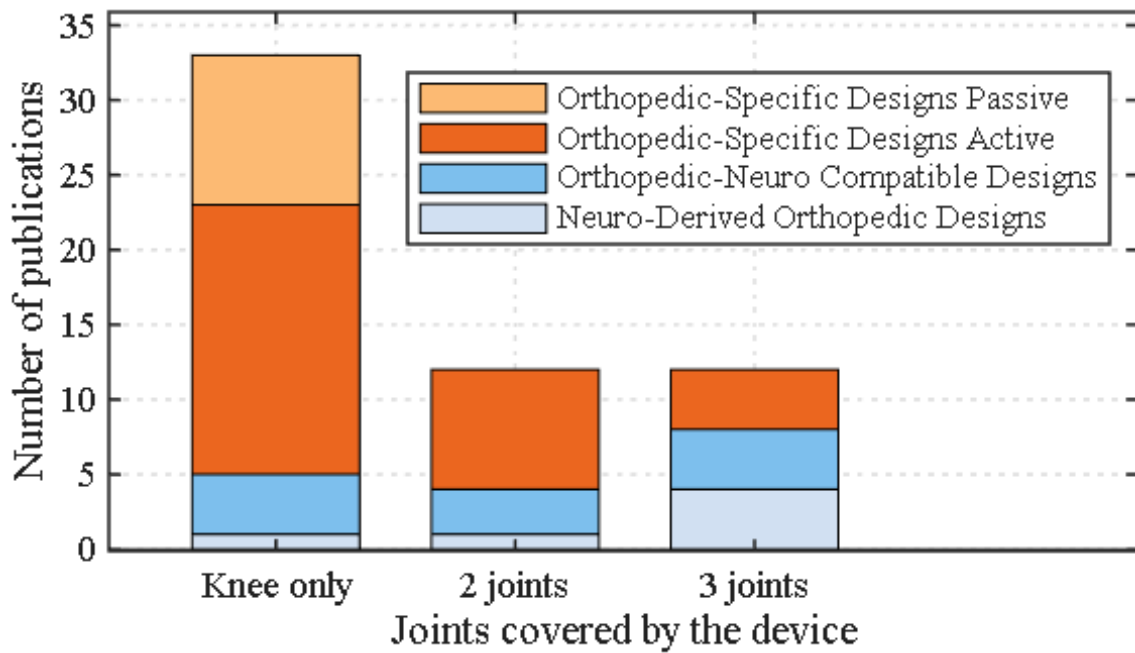 Number of publications
35
30
25
20
15
10
5
0
Orthopedic-Specific Designs Passive
Orthopedic-Specific Designs Active
Orthopedic-Neuro Compatible Designs
Neuro-Derived Orthopedic Designs
Knee only
2 joints
3 joints
Joints covered by the device